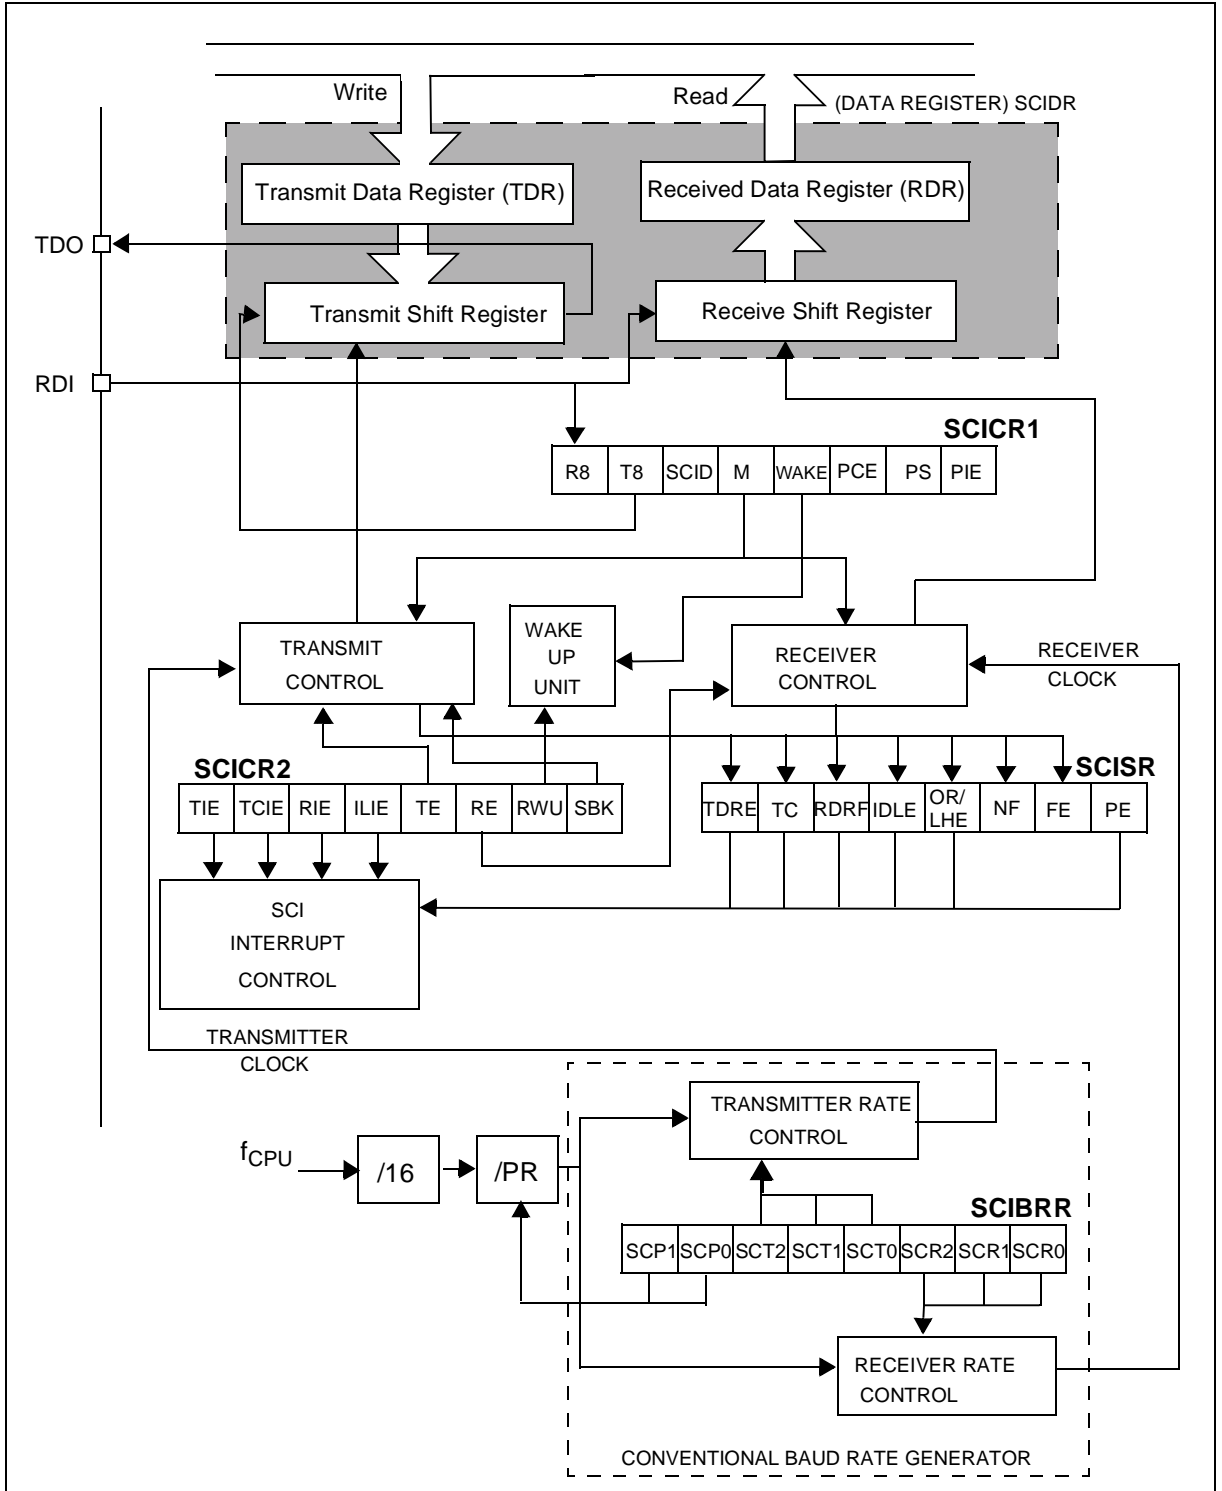 Write
Read
(DATA REGISTER) SCIDR
Transmit Data Register (TDR)
Received Data Register (RDR)
TDO
Transmit Shift Register
Receive Shift Register
RDI
SCICR1
R8 T8 SCID M WAKE PCE PS PIE
TRANSMIT
CONTROL
WAKE
UP
UNIT
RECEIVER
CONTROL
RECEIVER
CLOCK
SCICR2
TIE TCIE RIE ILIE TE RE RWU SBK
SCISR
TDRE TC RDRF IDLE OR/
LHE NF FE PE
SCI
INTERRUPT
CONTROL
TRANSMITTER
CLOCK
TRANSMITTER RATE
CONTROL
fCPU
/16
/PR
SCIBRR
SCP1 SCP0 SCT2 SCT1 SCT0 SCR2 SCR1 SCR0
RECEIVER RATE
CONTROL
CONVENTIONAL BAUD RATE GENERATOR